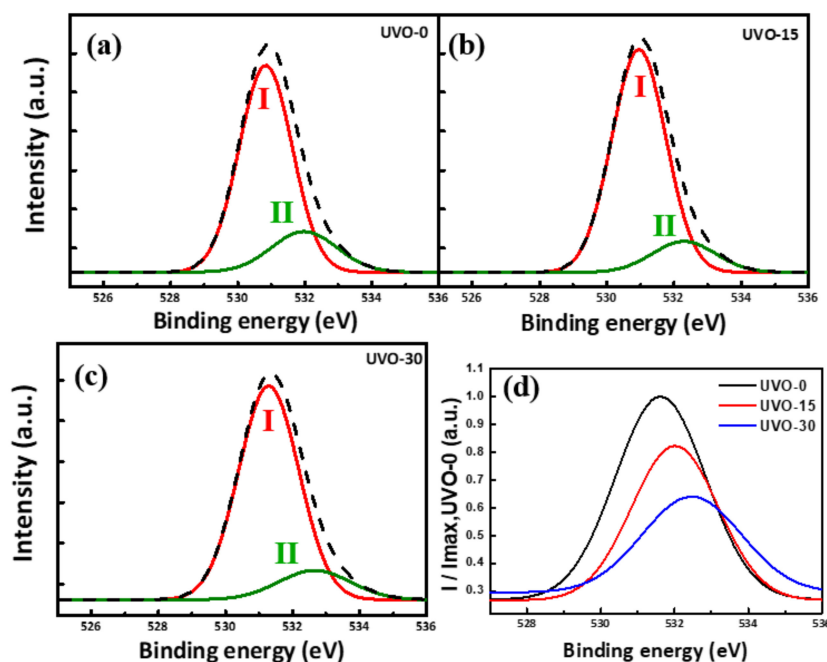 (a)
UVO-0
I
II
Intensity (a.u.)
526 528 530 532 534 536
Binding energy (eV)
(b)
UVO-15
I
II
526 528 530 532 534 536
Binding energy (eV)
(c)
UVO-30
I
II
Intensity (a.u.)
526 528 530 532 534 536
Binding energy (eV)
(d)
UVO-0
UVO-15
UVO-30
I / Imax,UVO-0 (a.u.)
1.1
1.0
0.9
0.8
0.7
0.6
0.5
0.4
0.3
528 530 532 534 536
Binding energy (eV)